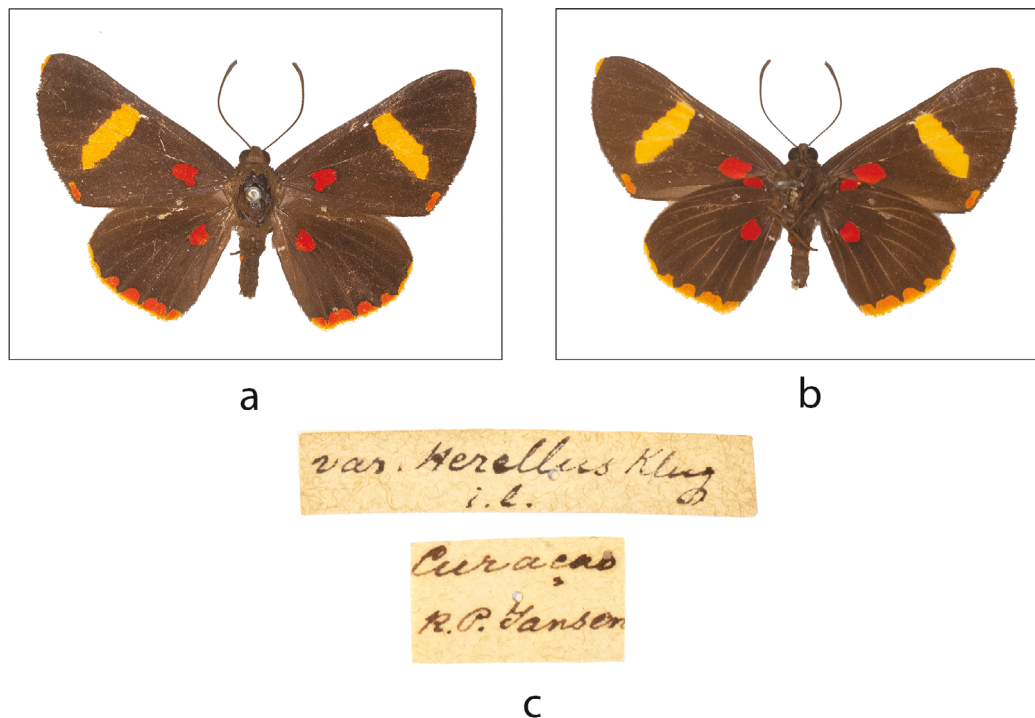 a
b
var. Herellus Klug
i.l.
Curaçao
R.P. Jansen
c